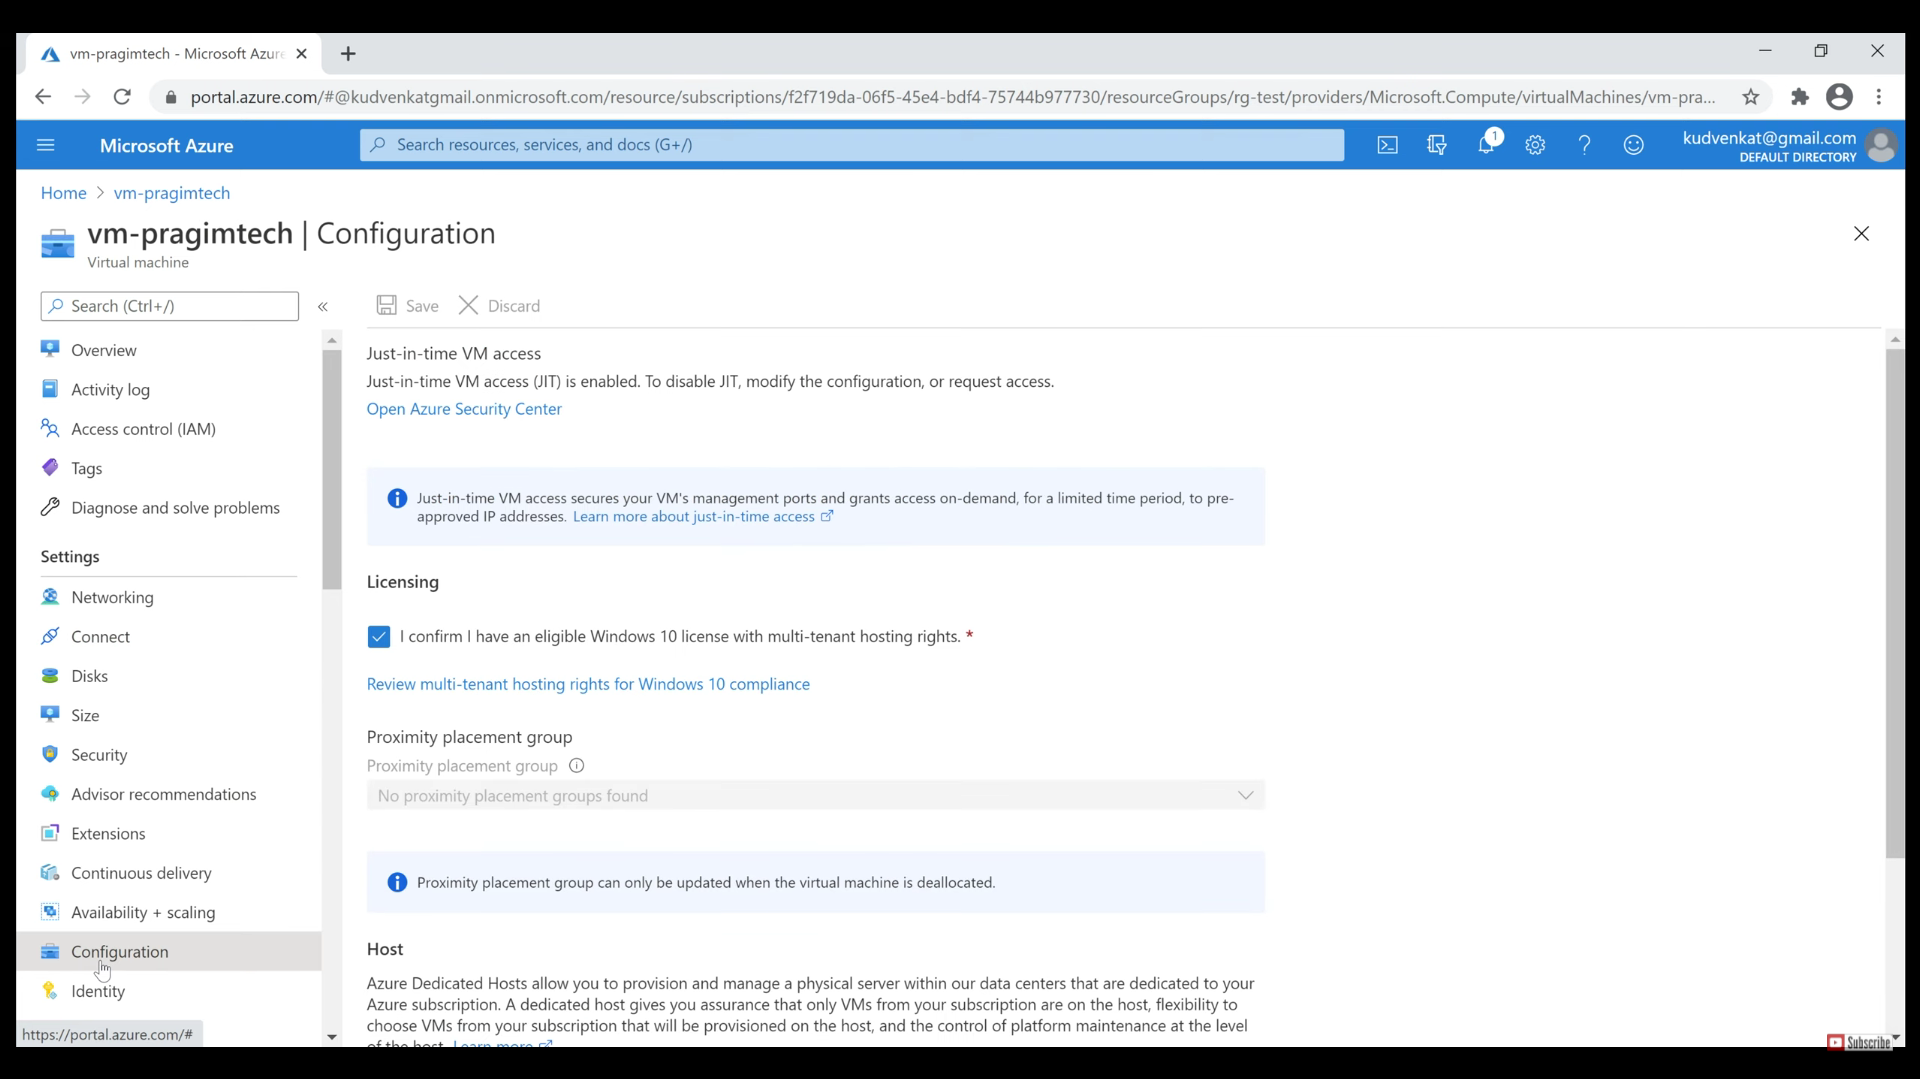 vm-pragimtech - Microsoft Azure
portal.azure.com/#@kudvenkatgmail.onmicrosoft.com/resource/subscriptions/f2f719da-06f5-45e4-bdf4-75744b977730/resourceGroups/rg-test/providers/Microsoft.Compute/virtualMachines/vm-pra...
Microsoft Azure
Search resources, services, and docs (G+/)
1
kudvenkat@gmail.com
DEFAULT DIRECTORY
Home > vm-pragimtech
vm-pragimtech | Configuration
Virtual machine
Search (Ctrl+/)
«
Save
Discard
Overview
Activity log
Access control (IAM)
Tags
Diagnose and solve problems
Settings
Networking
Connect
Disks
Size
Security
Advisor recommendations
Extensions
Continuous delivery
Availability + scaling
Configuration
Identity
https://portal.azure.com/#
Just-in-time VM access
Just-in-time VM access (JIT) is enabled. To disable JIT, modify the configuration, or request access.
Open Azure Security Center
Just-in-time VM access secures your VM's management ports and grants access on-demand, for a limited time period, to pre-
approved IP addresses. Learn more about just-in-time access
Licensing
I confirm I have an eligible Windows 10 license with multi-tenant hosting rights. *
Review multi-tenant hosting rights for Windows 10 compliance
Proximity placement group
Proximity placement group
No proximity placement groups found
Proximity placement group can only be updated when the virtual machine is deallocated.
Host
Azure Dedicated Hosts allow you to provision and manage a physical server within our data centers that are dedicated to your
Azure subscription. A dedicated host gives you assurance that only VMs from your subscription are on the host, flexibility to
choose VMs from your subscription that will be provisioned on the host, and the control of platform maintenance at the level
of the host. Learn more
Subscribe